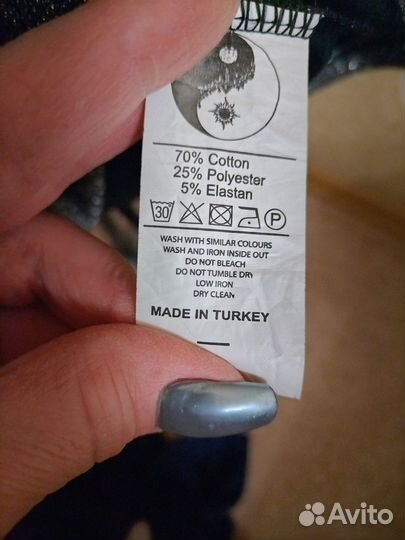 70% Cotton
25% Polyester
5% Elastan
30 P
WASH WITH SIMILAR COLOURS
WASH AND IRON INSIDE OUT
DO NOT BLEACH
DO NOT TUMBLE DRY
LOW IRON
DRY CLEAN
MADE IN TURKEY
Avito